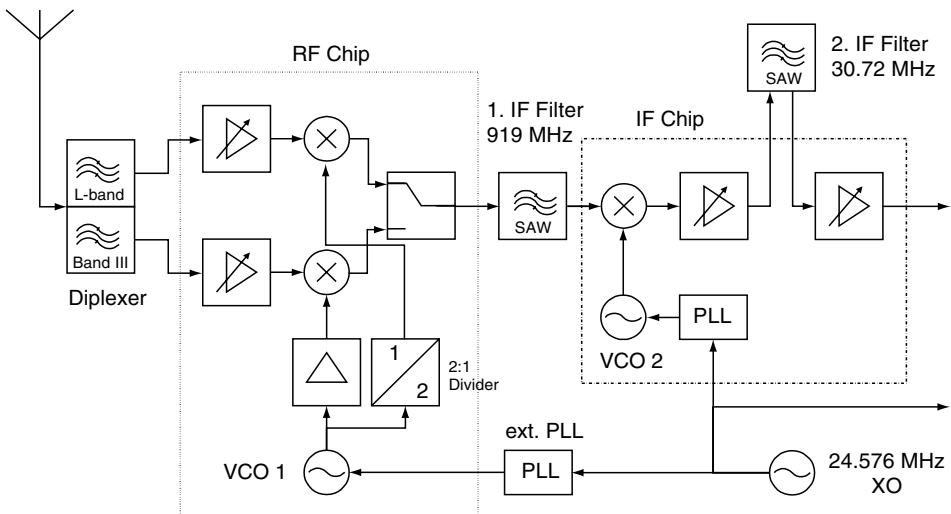 RF Chip
2. IF Filter
30.72 MHz
SAW
1. IF Filter
919 MHz
IF Chip
L-band
Band III
Diplexer
SAW
PLL
VCO 2
1
2
2:1
Divider
ext. PLL
VCO 1
PLL
24.576 MHz
XO